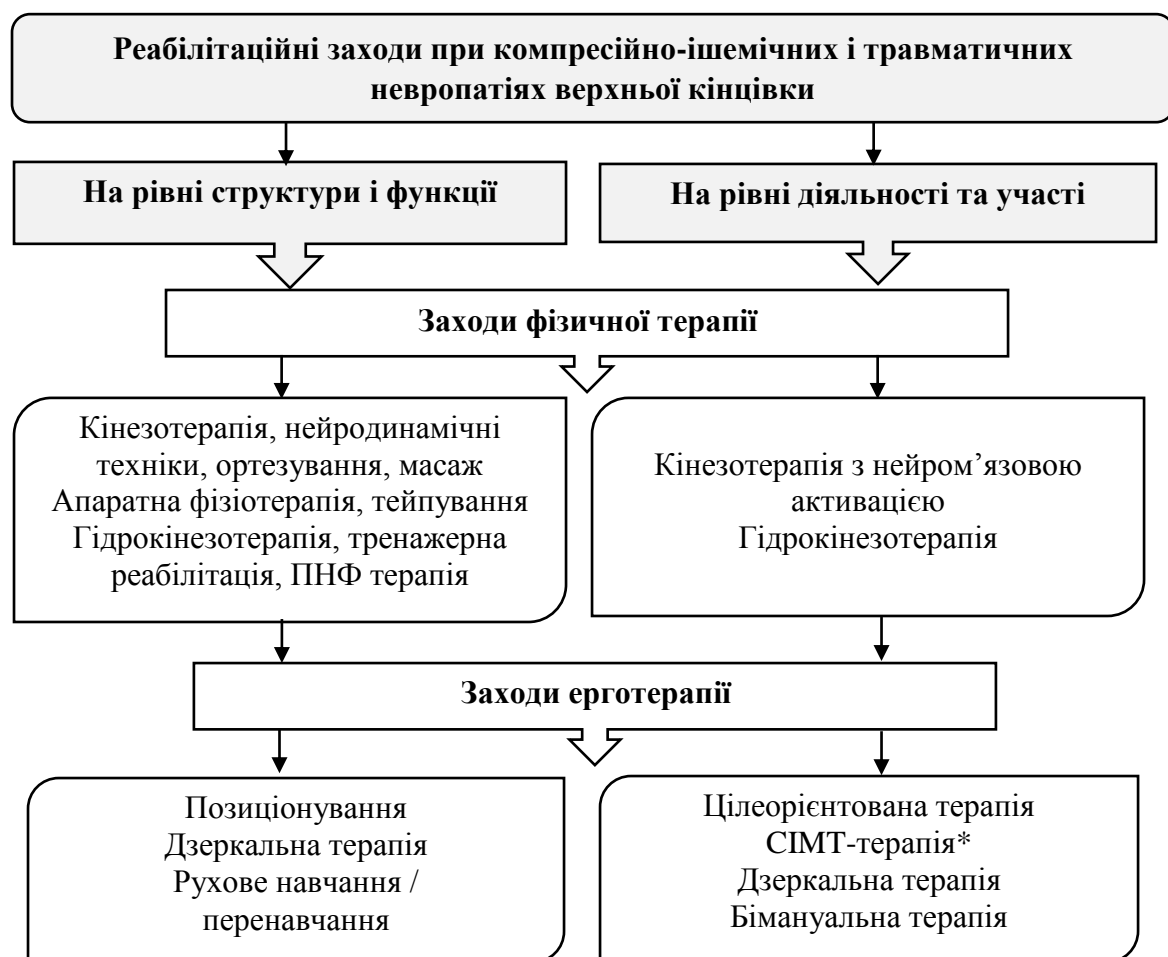 Реабілітаційні заходи при компресійно-ішемічних і травматичних
невропатіях верхньої кінцівки
На рівні структури і функції
На рівні діяльності та участі
Заходи фізичної терапії
Кінезотерапія, нейродинамічні
техніки, ортезування, масаж
Апаратна фізіотерапія, тейпування
Гідрокінезотерапія, тренажерна
реабілітація, ПНФ терапія
Кінезотерапія з нейром’язовою
активацією
Гідрокінезотерапія
Заходи ерготерапії
Позиціонування
Дзеркальна терапія
Рухове навчання /
перенавчання
Цілеорієнтована терапія
CIMT-терапія*
Дзеркальна терапія
Бімануальна терапія